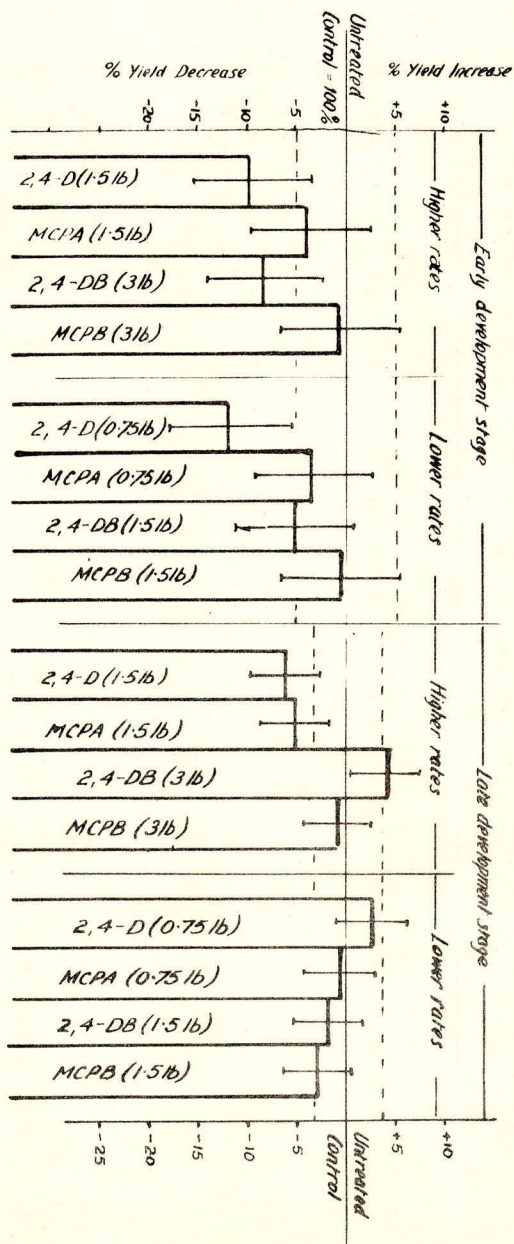 % Yield Decrease
Untreated
Control = 100%
% Yield Increase
-20
-15
-10
-5
+5
+10
2,4-D (1·5 lb)
MCPA (1·5 lb)
2,4-DB (3 lb)
MCPB (3 lb)
Higher rates
2,4-D (0·75 lb)
MCPA (0·75 lb)
2,4-DB (1·5 lb)
MCPB (1·5 lb)
Lower rates
Early development stage
2,4-D (1·5 lb)
MCPA (1·5 lb)
2,4-DB (3 lb)
MCPB (3 lb)
Higher rates
2,4-D (0·75 lb)
MCPA (0·75 lb)
2,4-DB (1·5 lb)
MCPB (1·5 lb)
Lower rates
Late development stage
-25
-20
-15
-10
-5
Untreated
Control
+5
+10